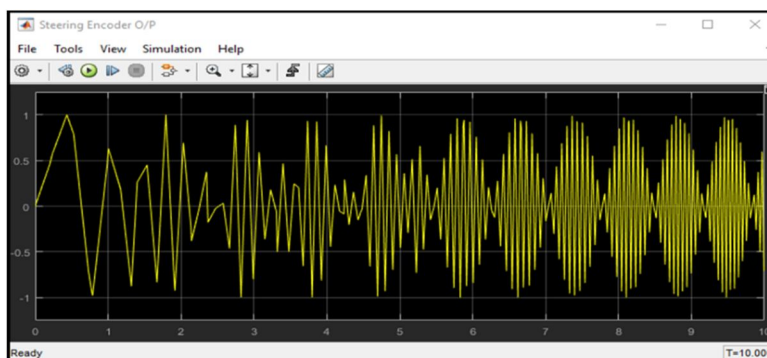 Steering Encoder O/P
File Tools View Simulation Help
1
0.5
0
-0.5
-1
0 1 2 3 4 5 6 7 8 9 10
Ready T=10.00